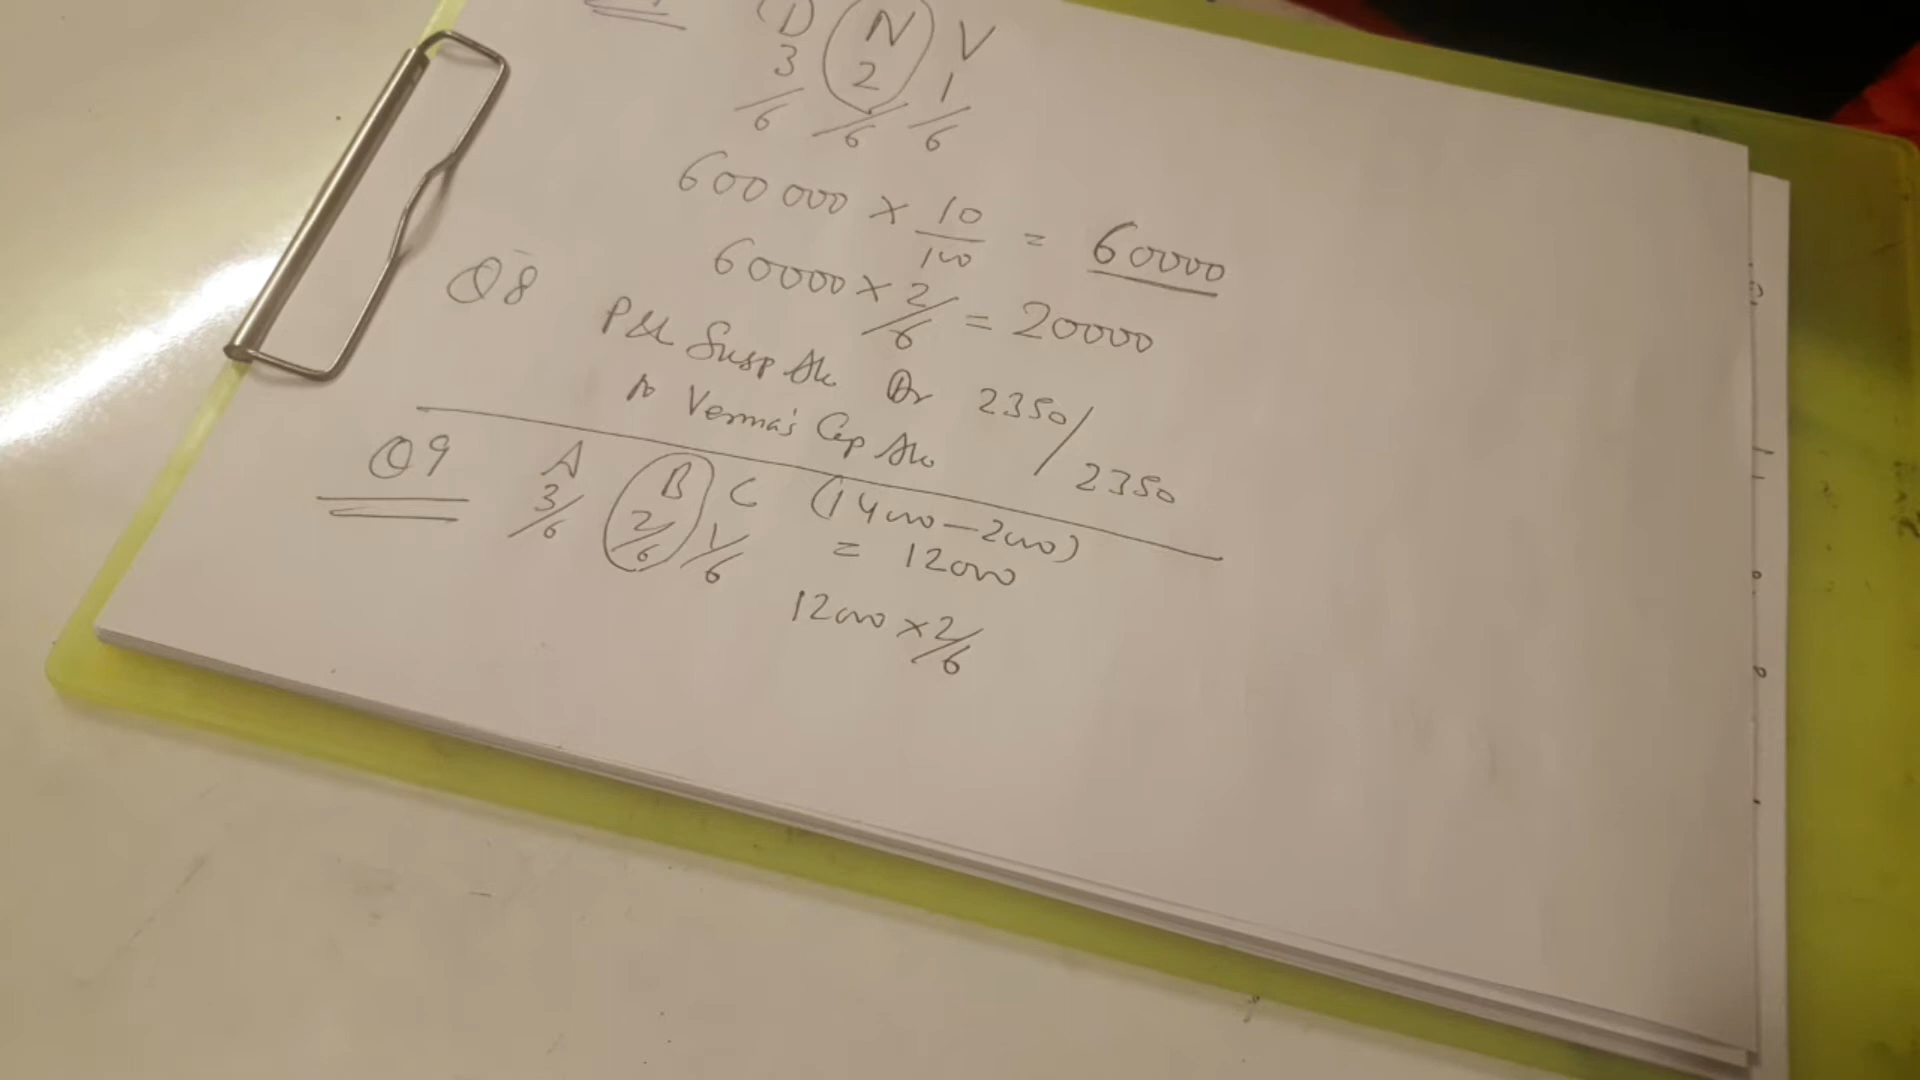 D N V
3 2 1
/6 /6 /6
600000 × 10/100 = 60000
60000 × 2/6 = 20000
Q8 P&L Susp A/c Dr 2350/
to Verma's Cap A/c 2350
Q9 A B C (14000-2000)
3/6 2/6 1/6 = 12000
12000 × 2/6